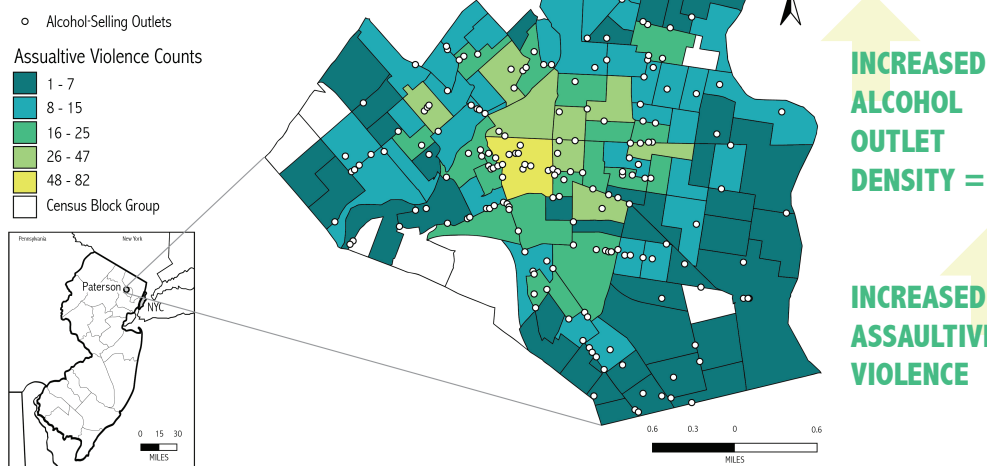 Alcohol-Selling Outlets
Assualtive Violence Counts
1 - 7
8 - 15
16 - 25
26 - 47
48 - 82
Census Block Group
Pennsylvania
New York
Paterson
NYC
0 15 30
MILES
0.6 0.3 0 0.6
MILES
INCREASED
ALCOHOL
OUTLET
DENSITY =
INCREASED
ASSAULTIV
VIOLENCE